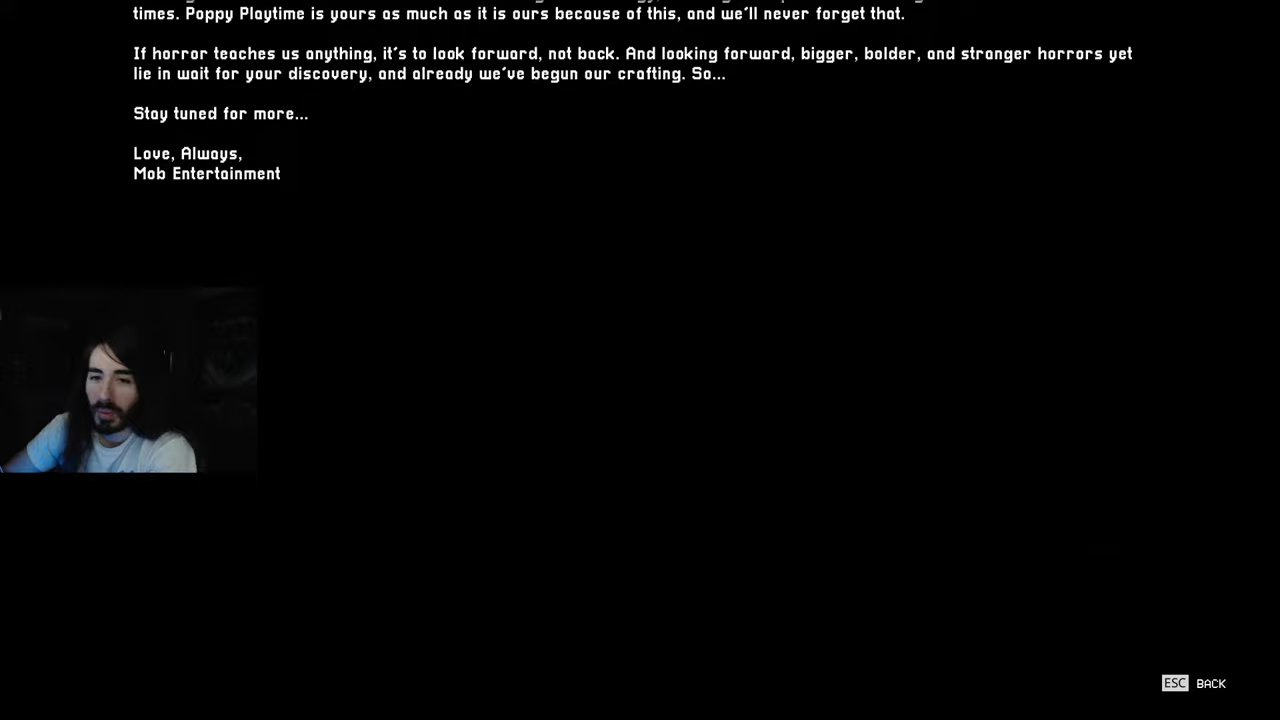 times. Poppy Playtime is yours as much as it is ours because of this, and we'll never forget that.
If horror teaches us anything, it's to look forward, not back. And looking forward, bigger, bolder, and stranger horrors yet
lie in wait for your discovery, and already we've begun our crafting. So...
Stay tuned for more...
Love, Always,
Mob Entertainment
ESC BACK